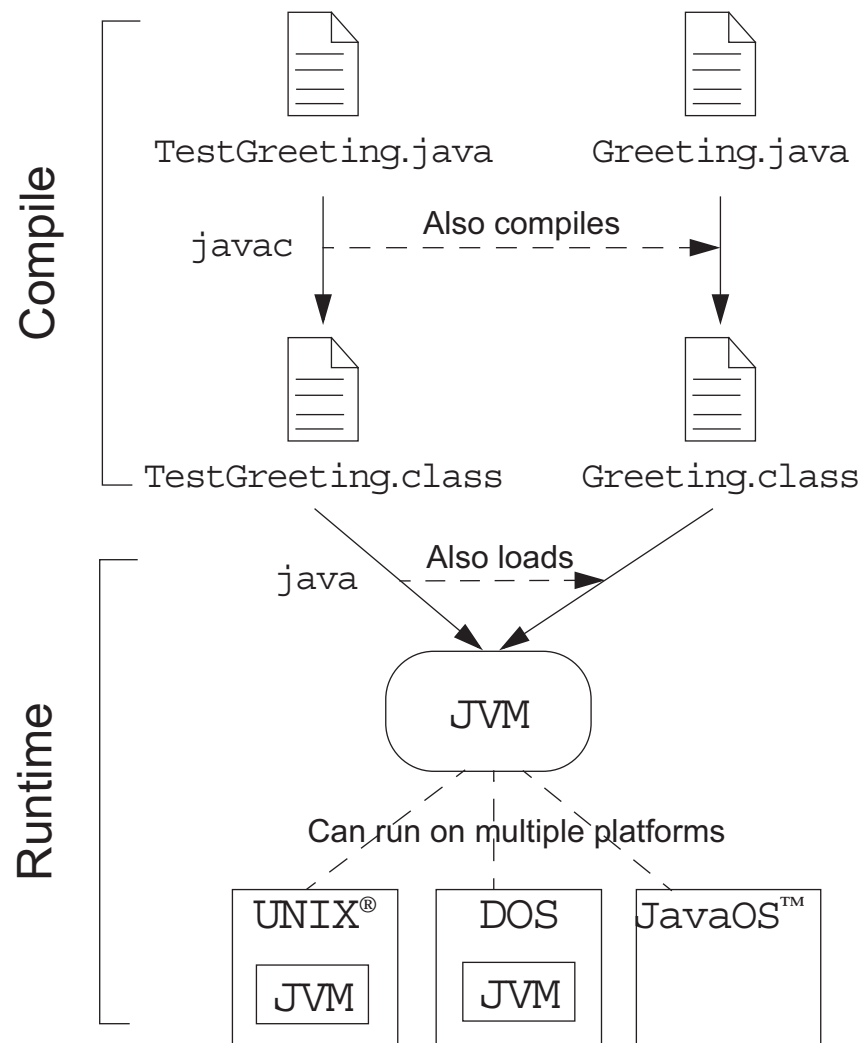 Compile
TestGreeting.java
Greeting.java
javac
Also compiles
TestGreeting.class
Greeting.class
Runtime
java
Also loads
JVM
Can run on multiple platforms
UNIX®
DOS
JavaOS™
JVM
JVM